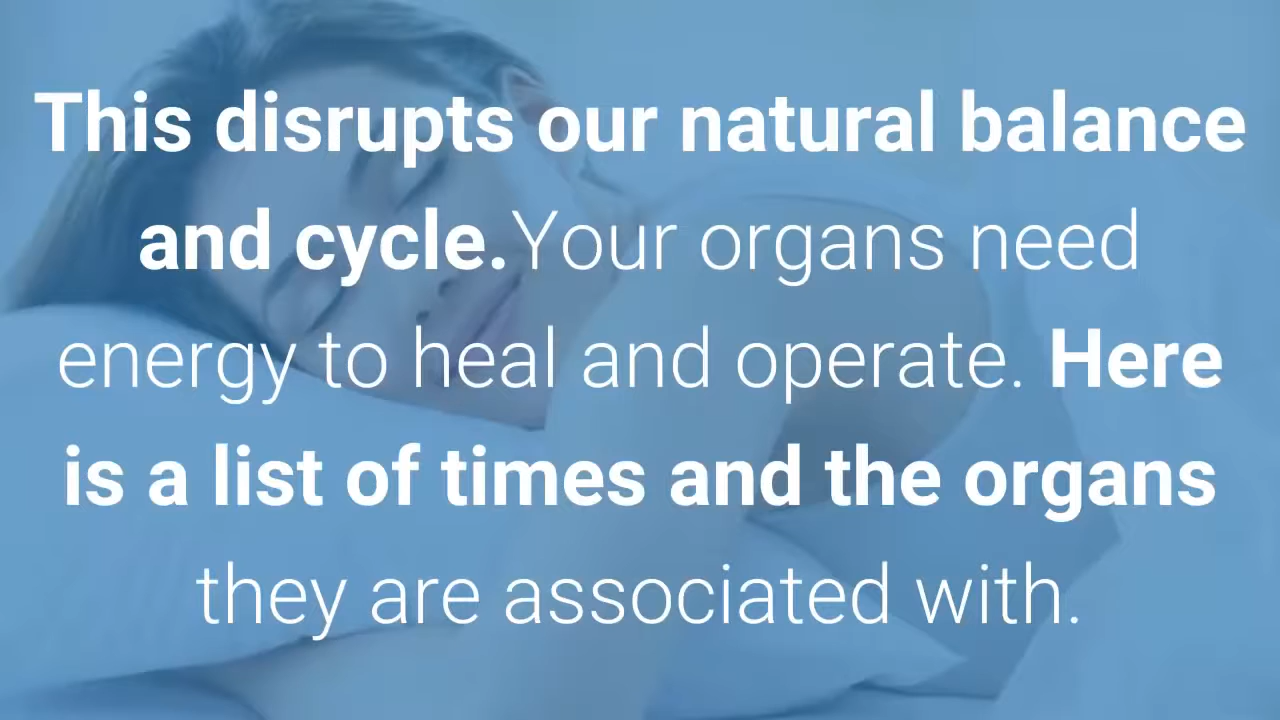 This disrupts our natural balance
and cycle.Your organs need
energy to heal and operate. Here
is a list of times and the organs
they are associated with.